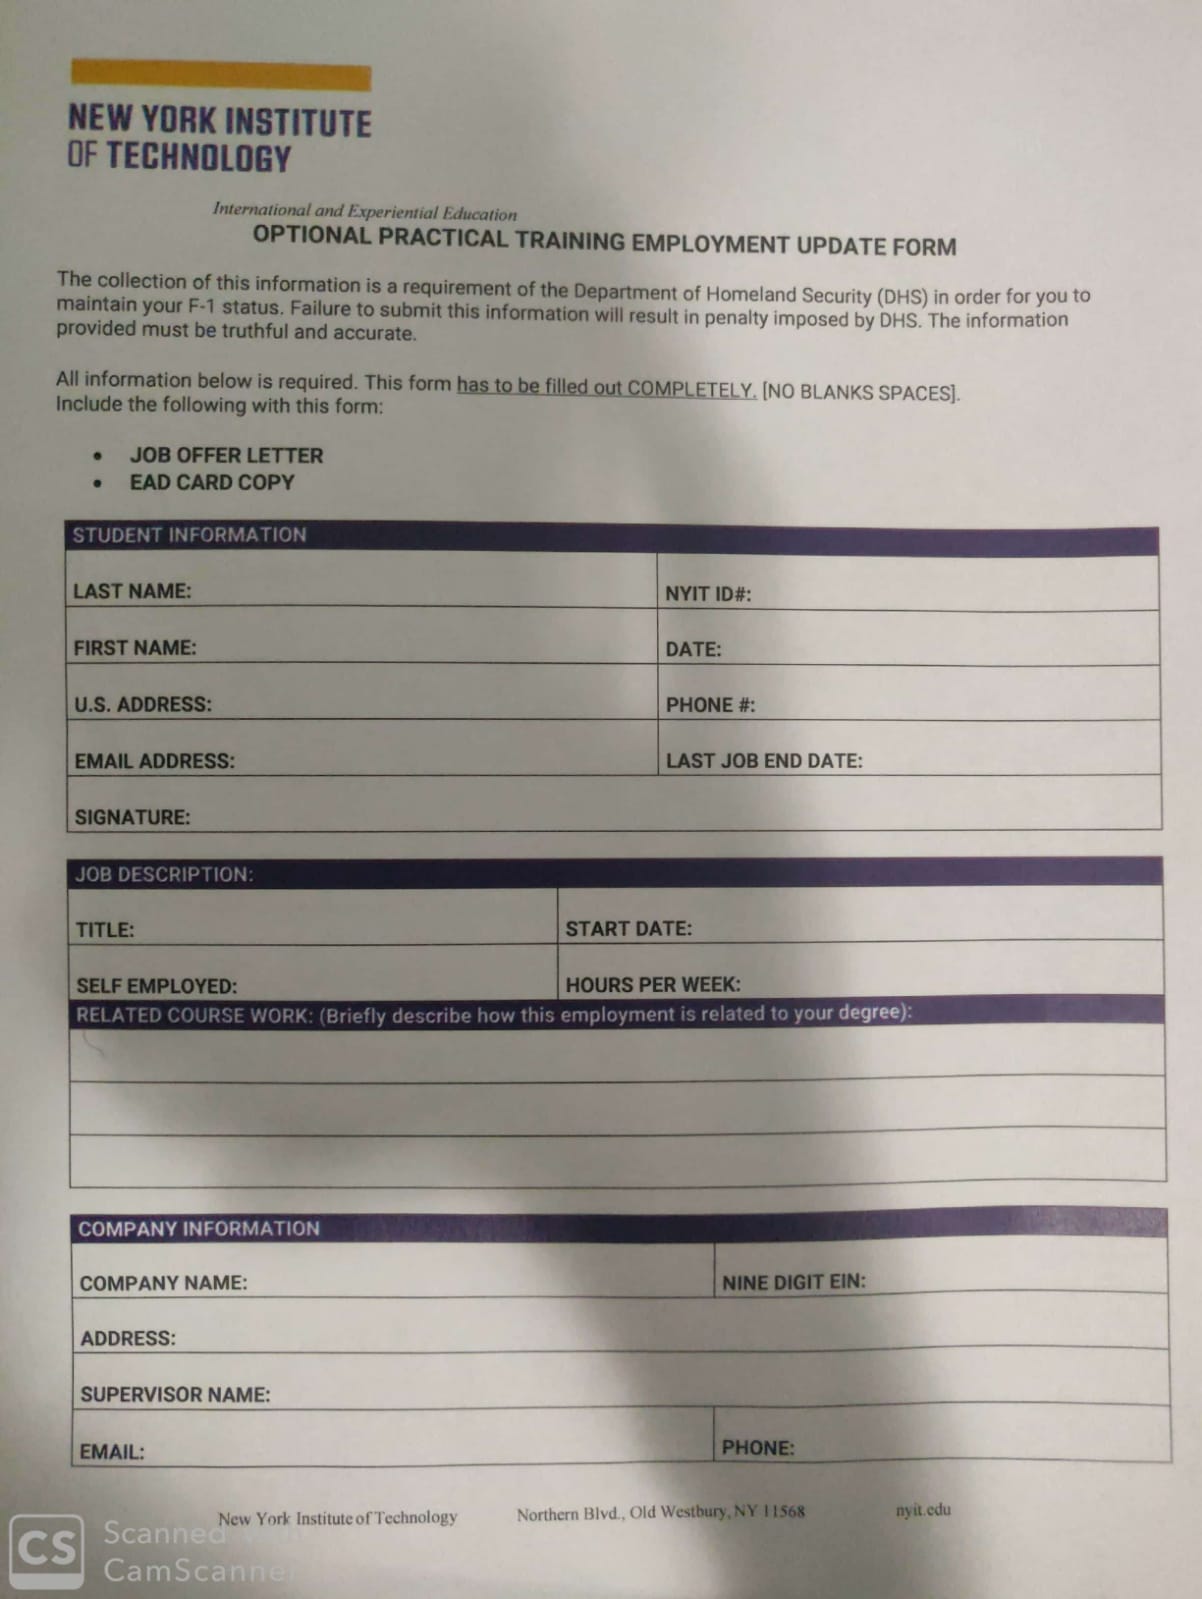 NEW YORK INSTITUTE
OF TECHNOLOGY
International and Experiential Education
OPTIONAL PRACTICAL TRAINING EMPLOYMENT UPDATE FORM
The collection of this information is a requirement of the Department of Homeland Security (DHS) in order for you to
maintain your F-1 status. Failure to submit this information will result in penalty imposed by DHS. The information
provided must be truthful and accurate.
All information below is required. This form has to be filled out COMPLETELY. [NO BLANKS SPACES].
Include the following with this form:
• JOB OFFER LETTER
• EAD CARD COPY
STUDENT INFORMATION
LAST NAME: NYIT ID#:
FIRST NAME: DATE:
U.S. ADDRESS: PHONE #:
EMAIL ADDRESS: LAST JOB END DATE:
SIGNATURE:
JOB DESCRIPTION:
TITLE: START DATE:
SELF EMPLOYED: HOURS PER WEEK:
RELATED COURSE WORK: (Briefly describe how this employment is related to your degree):
COMPANY INFORMATION
COMPANY NAME: NINE DIGIT EIN:
ADDRESS:
SUPERVISOR NAME:
EMAIL: PHONE:
New York Institute of Technology Northern Blvd., Old Westbury, NY 11568 nyit.edu
CS Scanned with
CamScanner